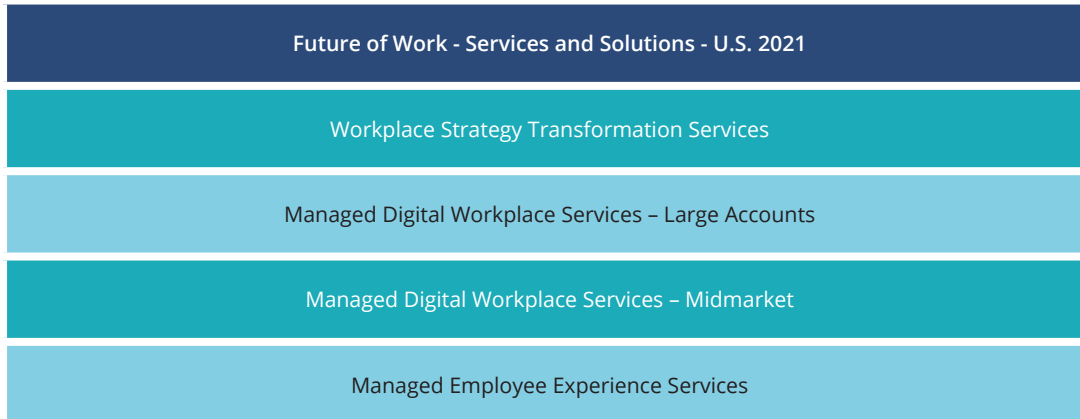 Future of Work - Services and Solutions - U.S. 2021
Workplace Strategy Transformation Services
Managed Digital Workplace Services – Large Accounts
Managed Digital Workplace Services – Midmarket
Managed Employee Experience Services